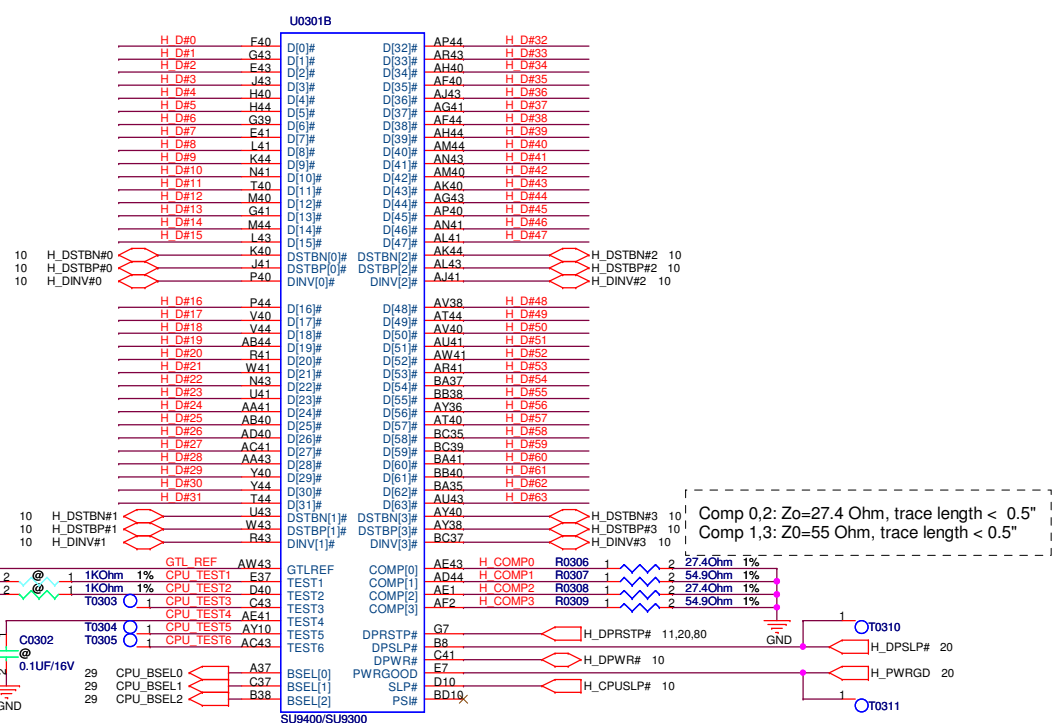 U0301B
H_D#0 F40 D[0]# D[32]# AP44 H_D#32
H_D#1 G43 D[1]# D[33]# AR43 H_D#33
H_D#2 E43 D[2]# D[34]# AH40 H_D#34
H_D#3 J43 D[3]# D[35]# AF40 H_D#35
H_D#4 H40 D[4]# D[36]# AJ43 H_D#36
H_D#5 H44 D[5]# D[37]# AG41 H_D#37
H_D#6 G39 D[6]# D[38]# AF44 H_D#38
H_D#7 E41 D[7]# D[39]# AH44 H_D#39
H_D#8 L41 D[8]# D[40]# AM44 H_D#40
H_D#9 K44 D[9]# D[41]# AN43 H_D#41
H_D#10 N41 D[10]# D[42]# AM40 H_D#42
H_D#11 T40 D[11]# D[43]# AK40 H_D#43
H_D#12 M40 D[12]# D[44]# AG43 H_D#44
H_D#13 G41 D[13]# D[45]# AP40 H_D#45
H_D#14 M44 D[14]# D[46]# AN41 H_D#46
H_D#15 L43 D[15]# D[47]# AL41 H_D#47
10 H_DSTBN#0 K40 DSTBN[0]# DSTBN[2]# AK44 H_DSTBN#2 10
10 H_DSTBP#0 J41 DSTBP[0]# DSTBP[2]# AL43 H_DSTBP#2 10
10 H_DINV#0 P40 DINV[0]# DINV[2]# AJ41 H_DINV#2 10
H_D#16 P44 D[16]# D[48]# AV38 H_D#48
H_D#17 V40 D[17]# D[49]# AT44 H_D#49
H_D#18 V44 D[18]# D[50]# AV40 H_D#50
H_D#19 AB44 D[19]# D[51]# AU41 H_D#51
H_D#20 R41 D[20]# D[52]# AW41 H_D#52
H_D#21 W41 D[21]# D[53]# AR41 H_D#53
H_D#22 N43 D[22]# D[54]# BA37 H_D#54
H_D#23 U41 D[23]# D[55]# BB38 H_D#55
H_D#24 AA41 D[24]# D[56]# AY36 H_D#56
H_D#25 AB40 D[25]# D[57]# AT40 H_D#57
H_D#26 AD40 D[26]# D[58]# BC35 H_D#58
H_D#27 AC41 D[27]# D[59]# BC39 H_D#59
H_D#28 AA43 D[28]# D[60]# BA41 H_D#60
H_D#29 Y40 D[29]# D[61]# BB40 H_D#61
H_D#30 Y44 D[30]# D[62]# BA35 H_D#62
H_D#31 T44 D[31]# D[63]# AU43 H_D#63
10 H_DSTBN#1 U43 DSTBN[1]# DSTBN[3]# AY40 H_DSTBN#3 10
10 H_DSTBP#1 W43 DSTBP[1]# DSTBP[3]# AY38 H_DSTBP#3 10
10 H_DINV#1 R43 DINV[1]# DINV[3]# BC37 H_DINV#3 10
Comp 0,2: Zo=27.4 Ohm, trace length < 0.5"
Comp 1,3: Z0=55 Ohm, trace length < 0.5"
GTL_REF AW43 GTLREF COMP[0] AE43 H_COMP0 R0306 1 2 27.4Ohm 1%
2 @ 1 1KOhm 1% CPU_TEST1 E37 TEST1 COMP[1] AD44 H_COMP1 R0307 1 2 54.9Ohm 1%
2 @ 1 1KOhm 1% CPU_TEST2 D40 TEST2 COMP[2] AE1 H_COMP2 R0308 1 2 27.4Ohm 1%
T0303 1 CPU_TEST3 C43 TEST3 COMP[3] AF2 H_COMP3 R0309 1 2 54.9Ohm 1%
CPU_TEST4 AE41 TEST4
T0304 1 CPU_TEST5 AY10 TEST5 DPRSTP# G7 H_DPRSTP# 11,20,80 GND 1 T0310
T0305 1 CPU_TEST6 AC43 TEST6 DPSLP# B8 H_DPSLP# 20
C0302
@
0.1UF/16V
GND
DPWR# C41 H_DPWR# 10
29 CPU_BSEL0 A37 BSEL[0] PWRGOOD E7 H_PWRGD 20
29 CPU_BSEL1 C37 BSEL[1] SLP# D10 H_CPUSLP# 10
29 CPU_BSEL2 B38 BSEL[2] PSI# BD10 1 T0311
SU9400/SU9300